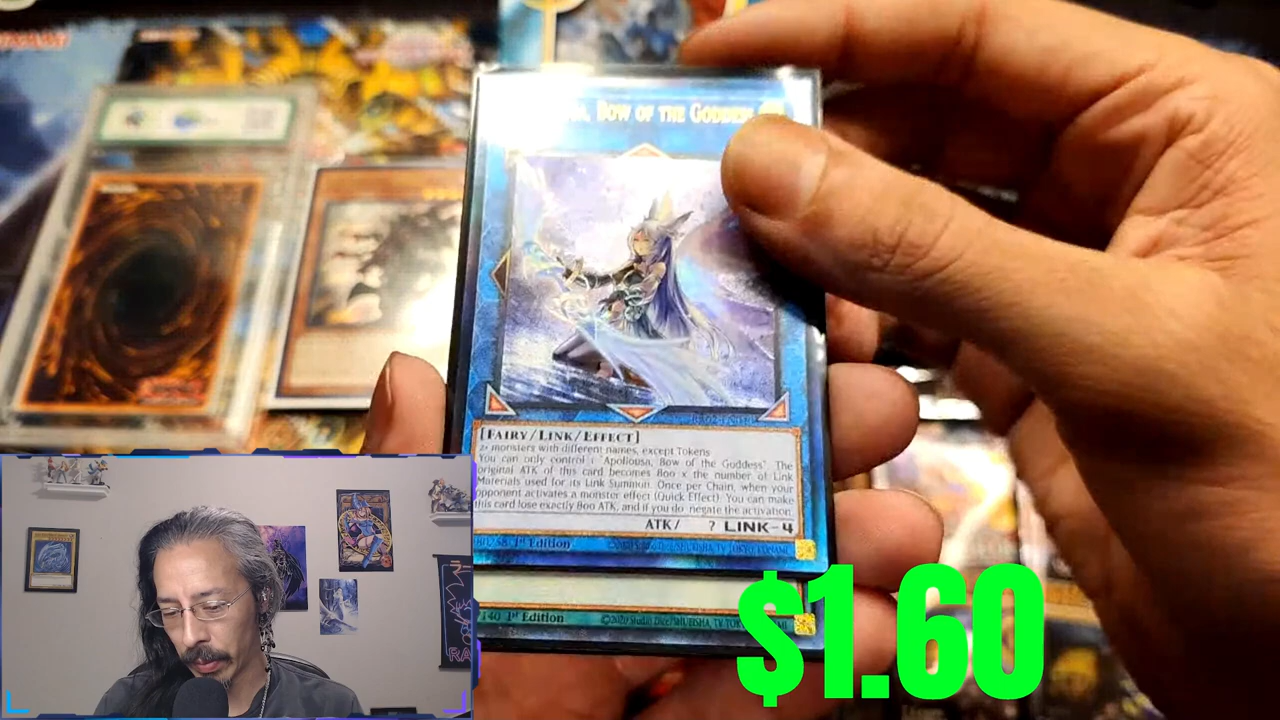 BOW OF THE GODDESS
[FAIRY/LINK/EFFECT]
2+ monsters with different names, except Tokens
You can only control 1 "Apollousa, Bow of the Goddess". The
original ATK of this card becomes 800 x the number of Link
Materials used for its Link Summon. Once per Chain, when your
opponent activates a monster effect (Quick Effect): You can make
this card lose exactly 800 ATK, and if you do, negate the activation.
ATK/ ? LINK-4
1st Edition
1st Edition
$1.60